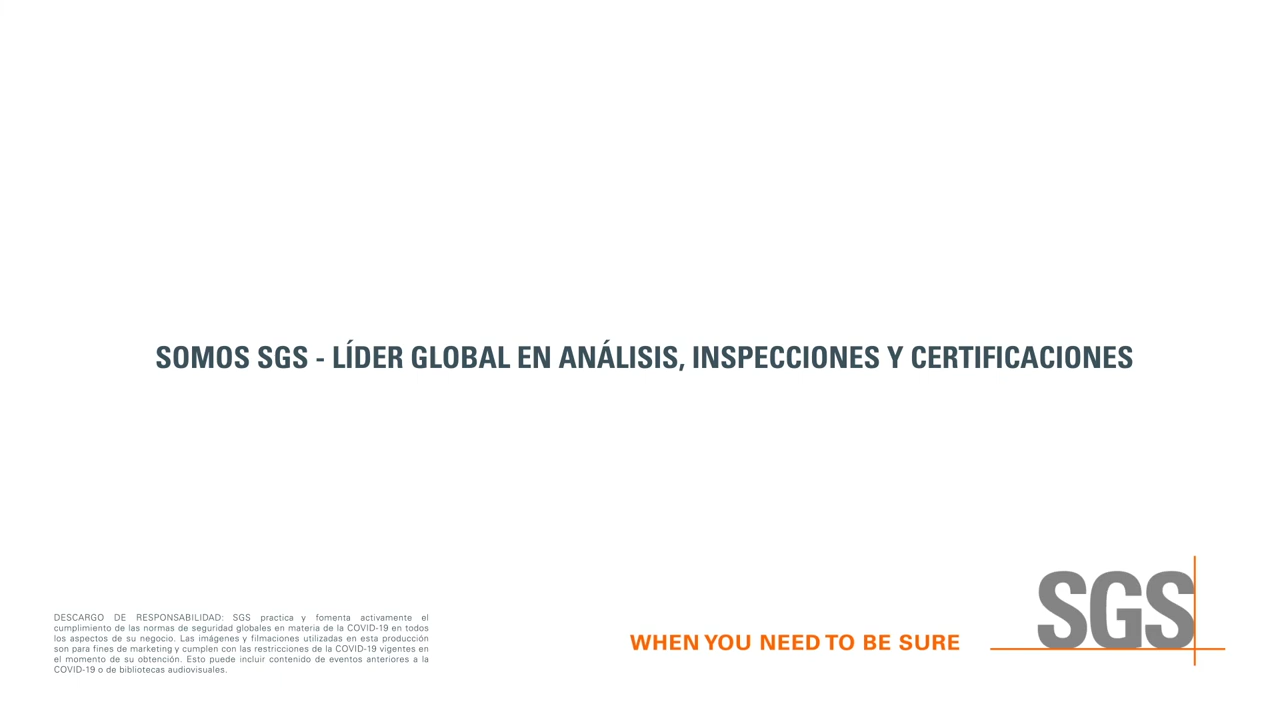 SOMOS SGS - LÍDER GLOBAL EN ANÁLISIS, INSPECCIONES Y CERTIFICACIONES
DESCARGO DE RESPONSABILIDAD: SGS practica y fomenta activamente el
cumplimiento de las normas de seguridad globales en materia de la COVID-19 en todos
los aspectos de su negocio. Las imágenes y filmaciones utilizadas en esta producción
son para fines de marketing y cumplen con las restricciones de la COVID-19 vigentes en
el momento de su obtención. Esto puede incluir contenido de eventos anteriores a la
COVID-19 o de bibliotecas audiovisuales.
WHEN YOU NEED TO BE SURE
SGS